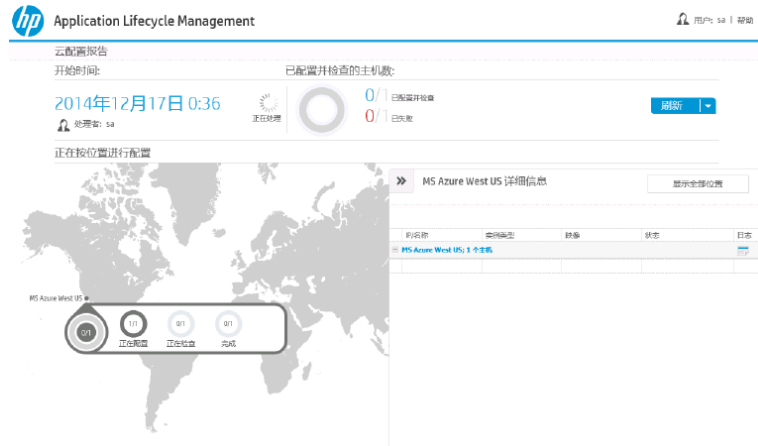 hp Application Lifecycle Management
用户: sa | 帮助
云配置报告
开始时间:
已配置并检查的主机数:
2014年12月17日 0:36
处理者: sa
正在处理
0/1 已配置并检查
0/1 已失败
刷新
正在按位置进行配置
MS Azure West US 详细信息
显示全部位置
列名称 实例类型 映像 状态 日志
MS Azure West US; 1 个主机
MS Azure West US
0/1
1/1
0/1
0/1
正在配置
正在检查
完成